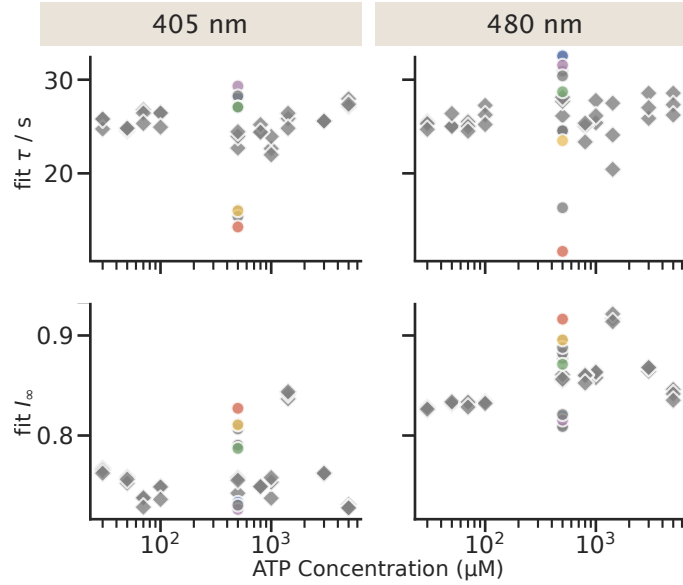 405 nm 480 nm
30
20
fit τ / s
0.9
0.8
fit I∞
10² 10³ 10² 10³
ATP Concentration (μM)